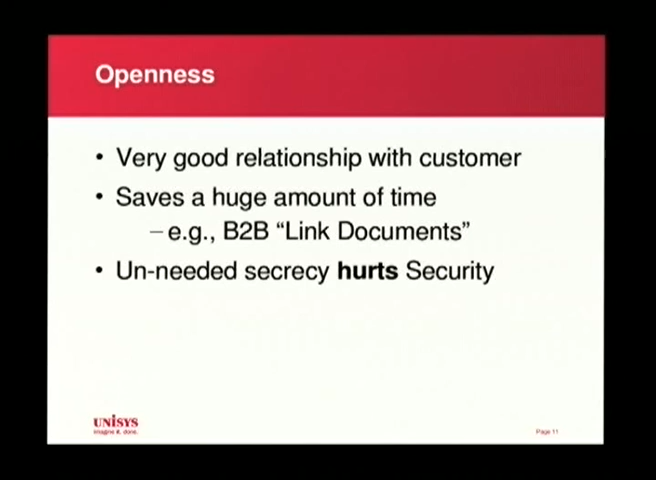 Openness
• Very good relationship with customer
• Saves a huge amount of time
– e.g., B2B “Link Documents”
• Un-needed secrecy hurts Security
UNISYS
imagine it. done.
Page 11